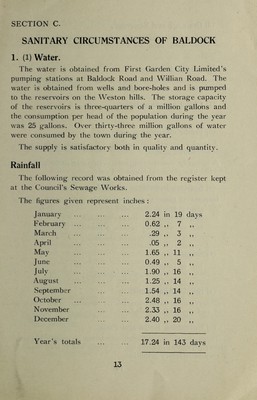 SECTION C.
SANITARY CIRCUMSTANCES OF BALDOCK
1. (1) Water.
The water is obtained from First Garden City Limited's
pumping stations at Baldock Road and Willian Road. The
water is obtained from wells and bore-holes and is pumped
to the reservoirs on the Weston hills. The storage capacity
of the reservoirs is three-quarters of a million gallons and
the consumption per head of the population during the year
was 25 gallons. Over thirty-three million gallons of water
were consumed by the town during the year.
The supply is satisfactory both in quality and quantity.
Rainfall
The following record was obtained from the register kept
at the Council's Sewage Works.
The figures given represent inches :
January ... ... ... 2.24 in 19 days
February ... ... ... 0.62 ,, 7 ,,
March ... ... ... .29 ,, 3 ,,
April ... ... ... .05 ,, 2 ,,
May ... ... ... 1.65 ,, 11 ,,
June ... ... ... 0.49 ,, 5 ,,
July ... ... ... 1.90 ,, 16 ,,
August ... ... ... 1.25 ,, 14 ,,
September ... ... 1.54 ,, 14 ,,
October ... ... ... 2.48 ,, 16 ,,
November ... ... 2.33 ,, 16 ,,
December ... ... 2.40 ,, 20 ,,
Year's totals ... ... 17.24 in 143 days
13